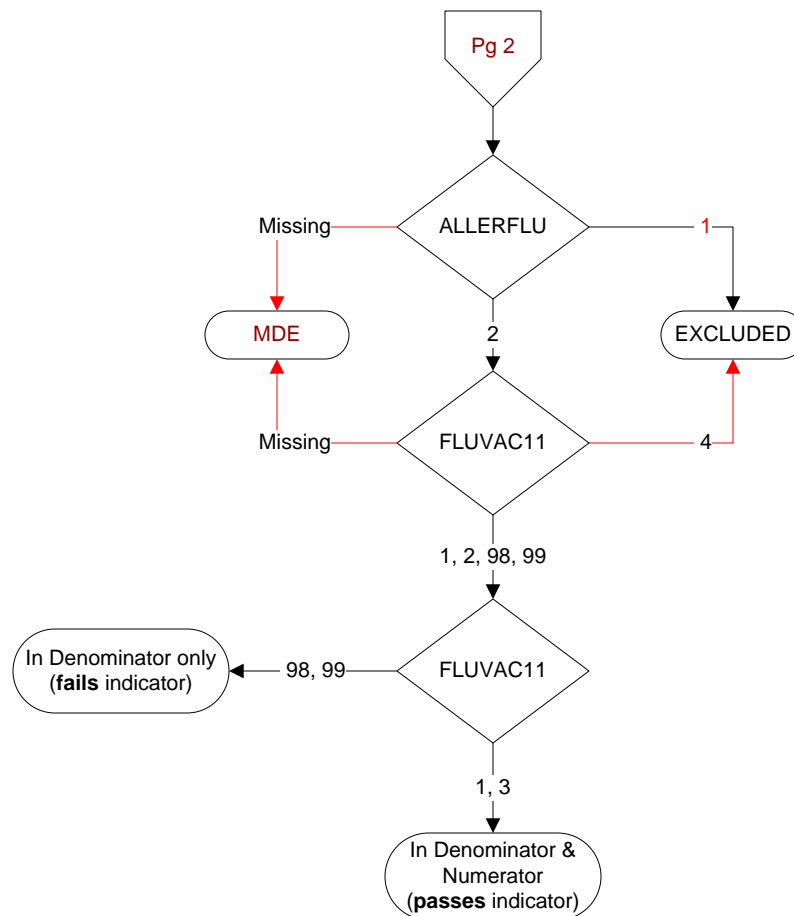 Pg 2
ALLERFLU
Missing
1
MDE
2
EXCLUDED
FLUVAC11
Missing
4
1, 2, 98, 99
FLUVAC11
98, 99
In Denominator only
(fails indicator)
1, 3
In Denominator &
Numerator
(passes indicator)